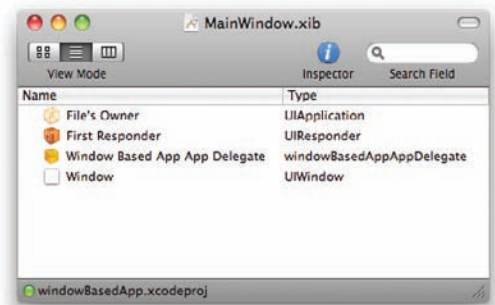 MainWindow.xib
View Mode
Inspector
Search Field
Name Type
File's Owner UIApplication
First Responder UIResponder
Window Based App App Delegate windowBasedAppAppDelegate
Window UIWindow
windowBasedApp.xcodeproj